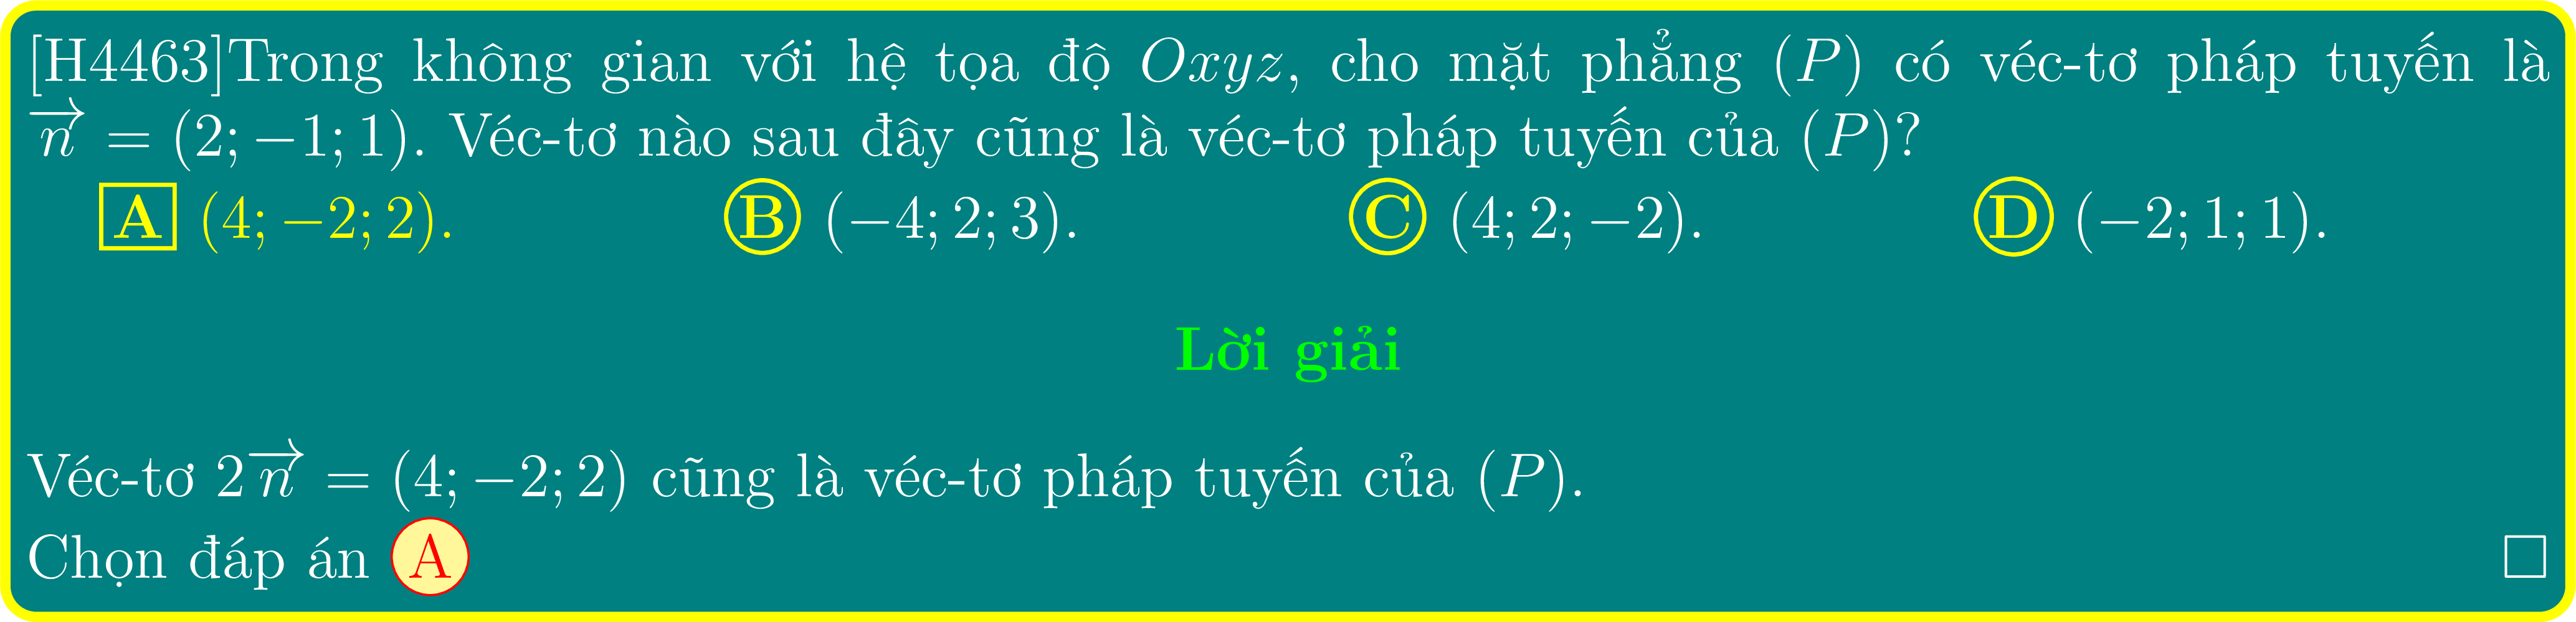 [H4463]Trong không gian với hệ tọa độ Oxyz, cho mặt phẳng (P) có véc-tơ pháp tuyến là
$\overrightarrow{n}$ = (2; −1; 1). Véc-tơ nào sau đây cũng là véc-tơ pháp tuyến của (P)?
A (4; −2; 2). B (−4; 2; 3). C (4; 2; −2). D (−2; 1; 1).
Lời giải
Véc-tơ 2$\overrightarrow{n}$ = (4; −2; 2) cũng là véc-tơ pháp tuyến của (P).
Chọn đáp án A □